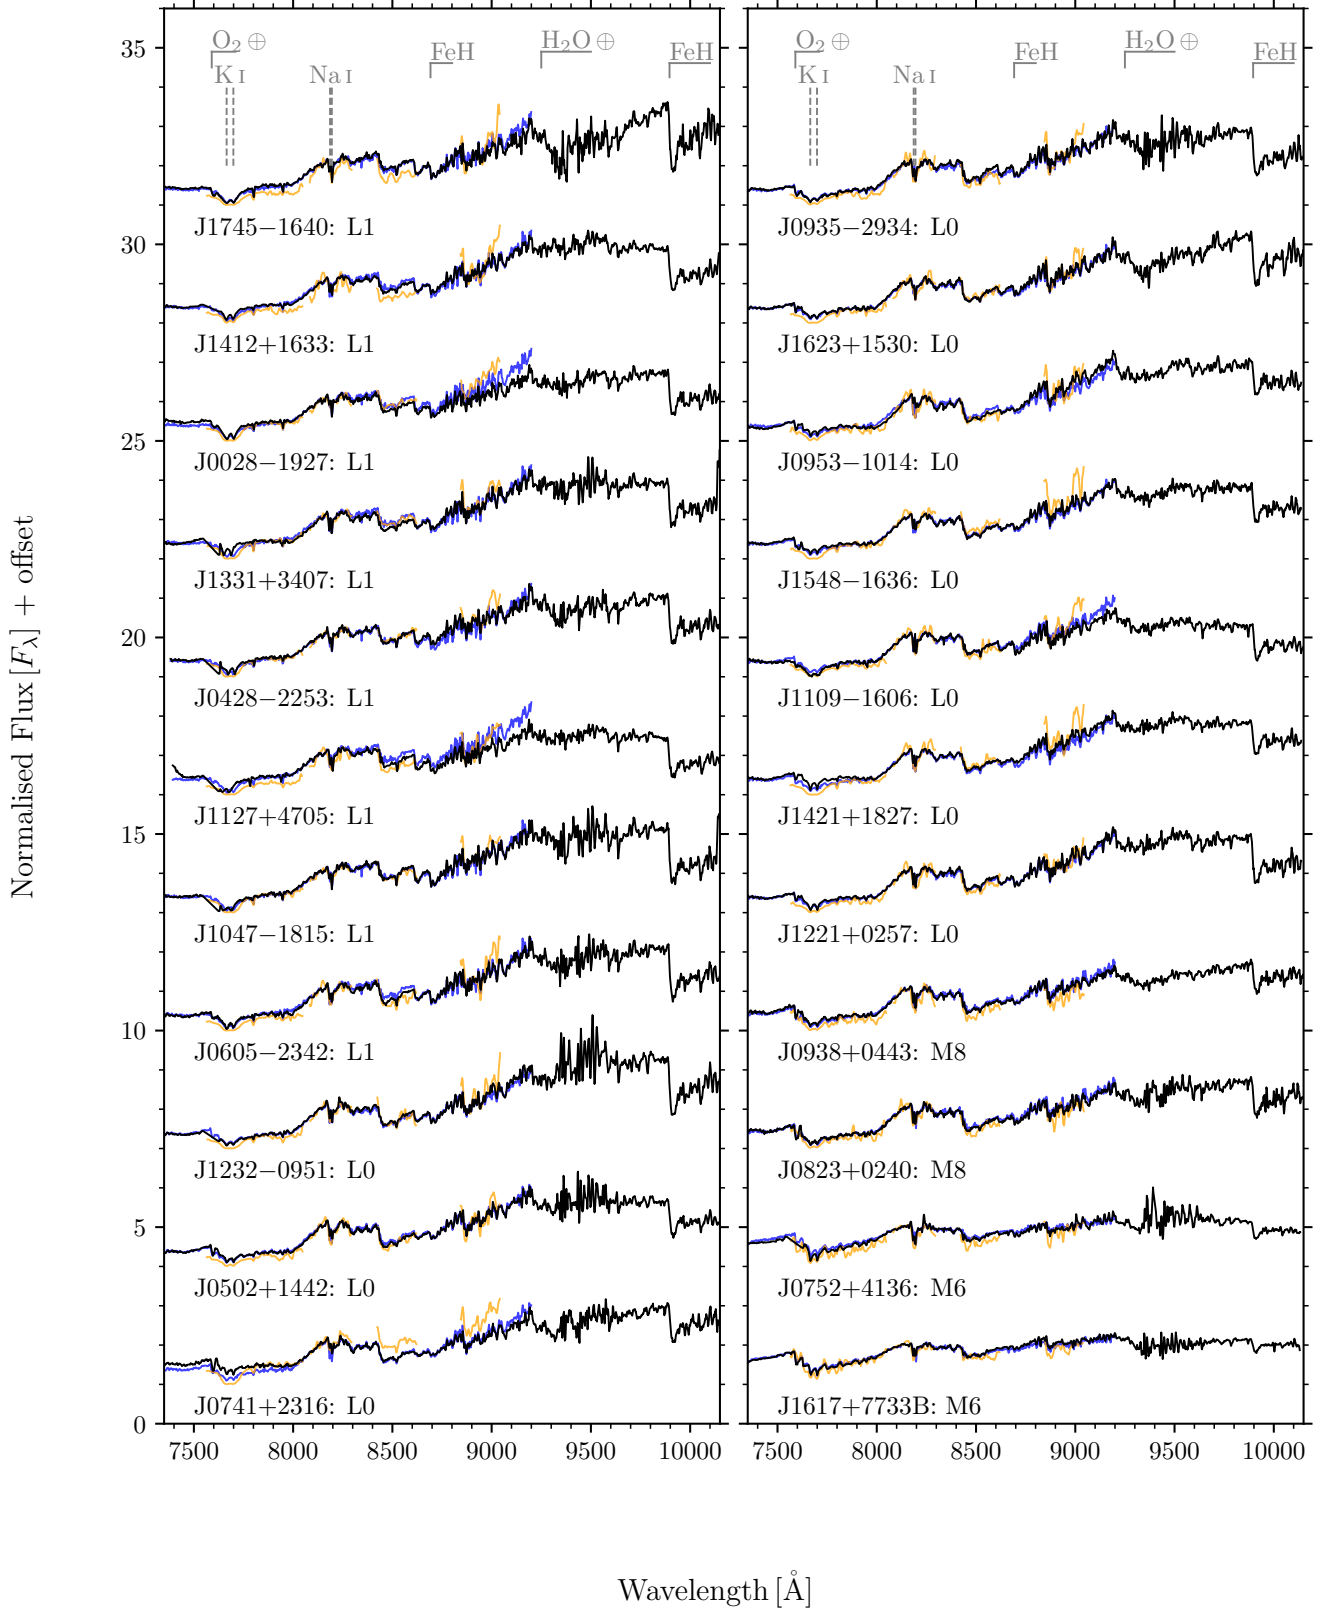 Normalised Flux [Fλ] + offset
35
30
25
20
15
10
5
0
O₂ ⊕
K I
Na I
FeH
H₂O ⊕
FeH
J1745−1640: L1
J1412+1633: L1
J0028−1927: L1
J1331+3407: L1
J0428−2253: L1
J1127+4705: L1
J1047−1815: L1
J0605−2342: L1
J1232−0951: L0
J0502+1442: L0
J0741+2316: L0
7500 8000 8500 9000 9500 10000
O₂ ⊕
K I
Na I
FeH
H₂O ⊕
FeH
J0935−2934: L0
J1623+1530: L0
J0953−1014: L0
J1548−1636: L0
J1109−1606: L0
J1421+1827: L0
J1221+0257: L0
J0938+0443: M8
J0823+0240: M8
J0752+4136: M6
J1617+7733B: M6
7500 8000 8500 9000 9500 10000
Wavelength [Å]